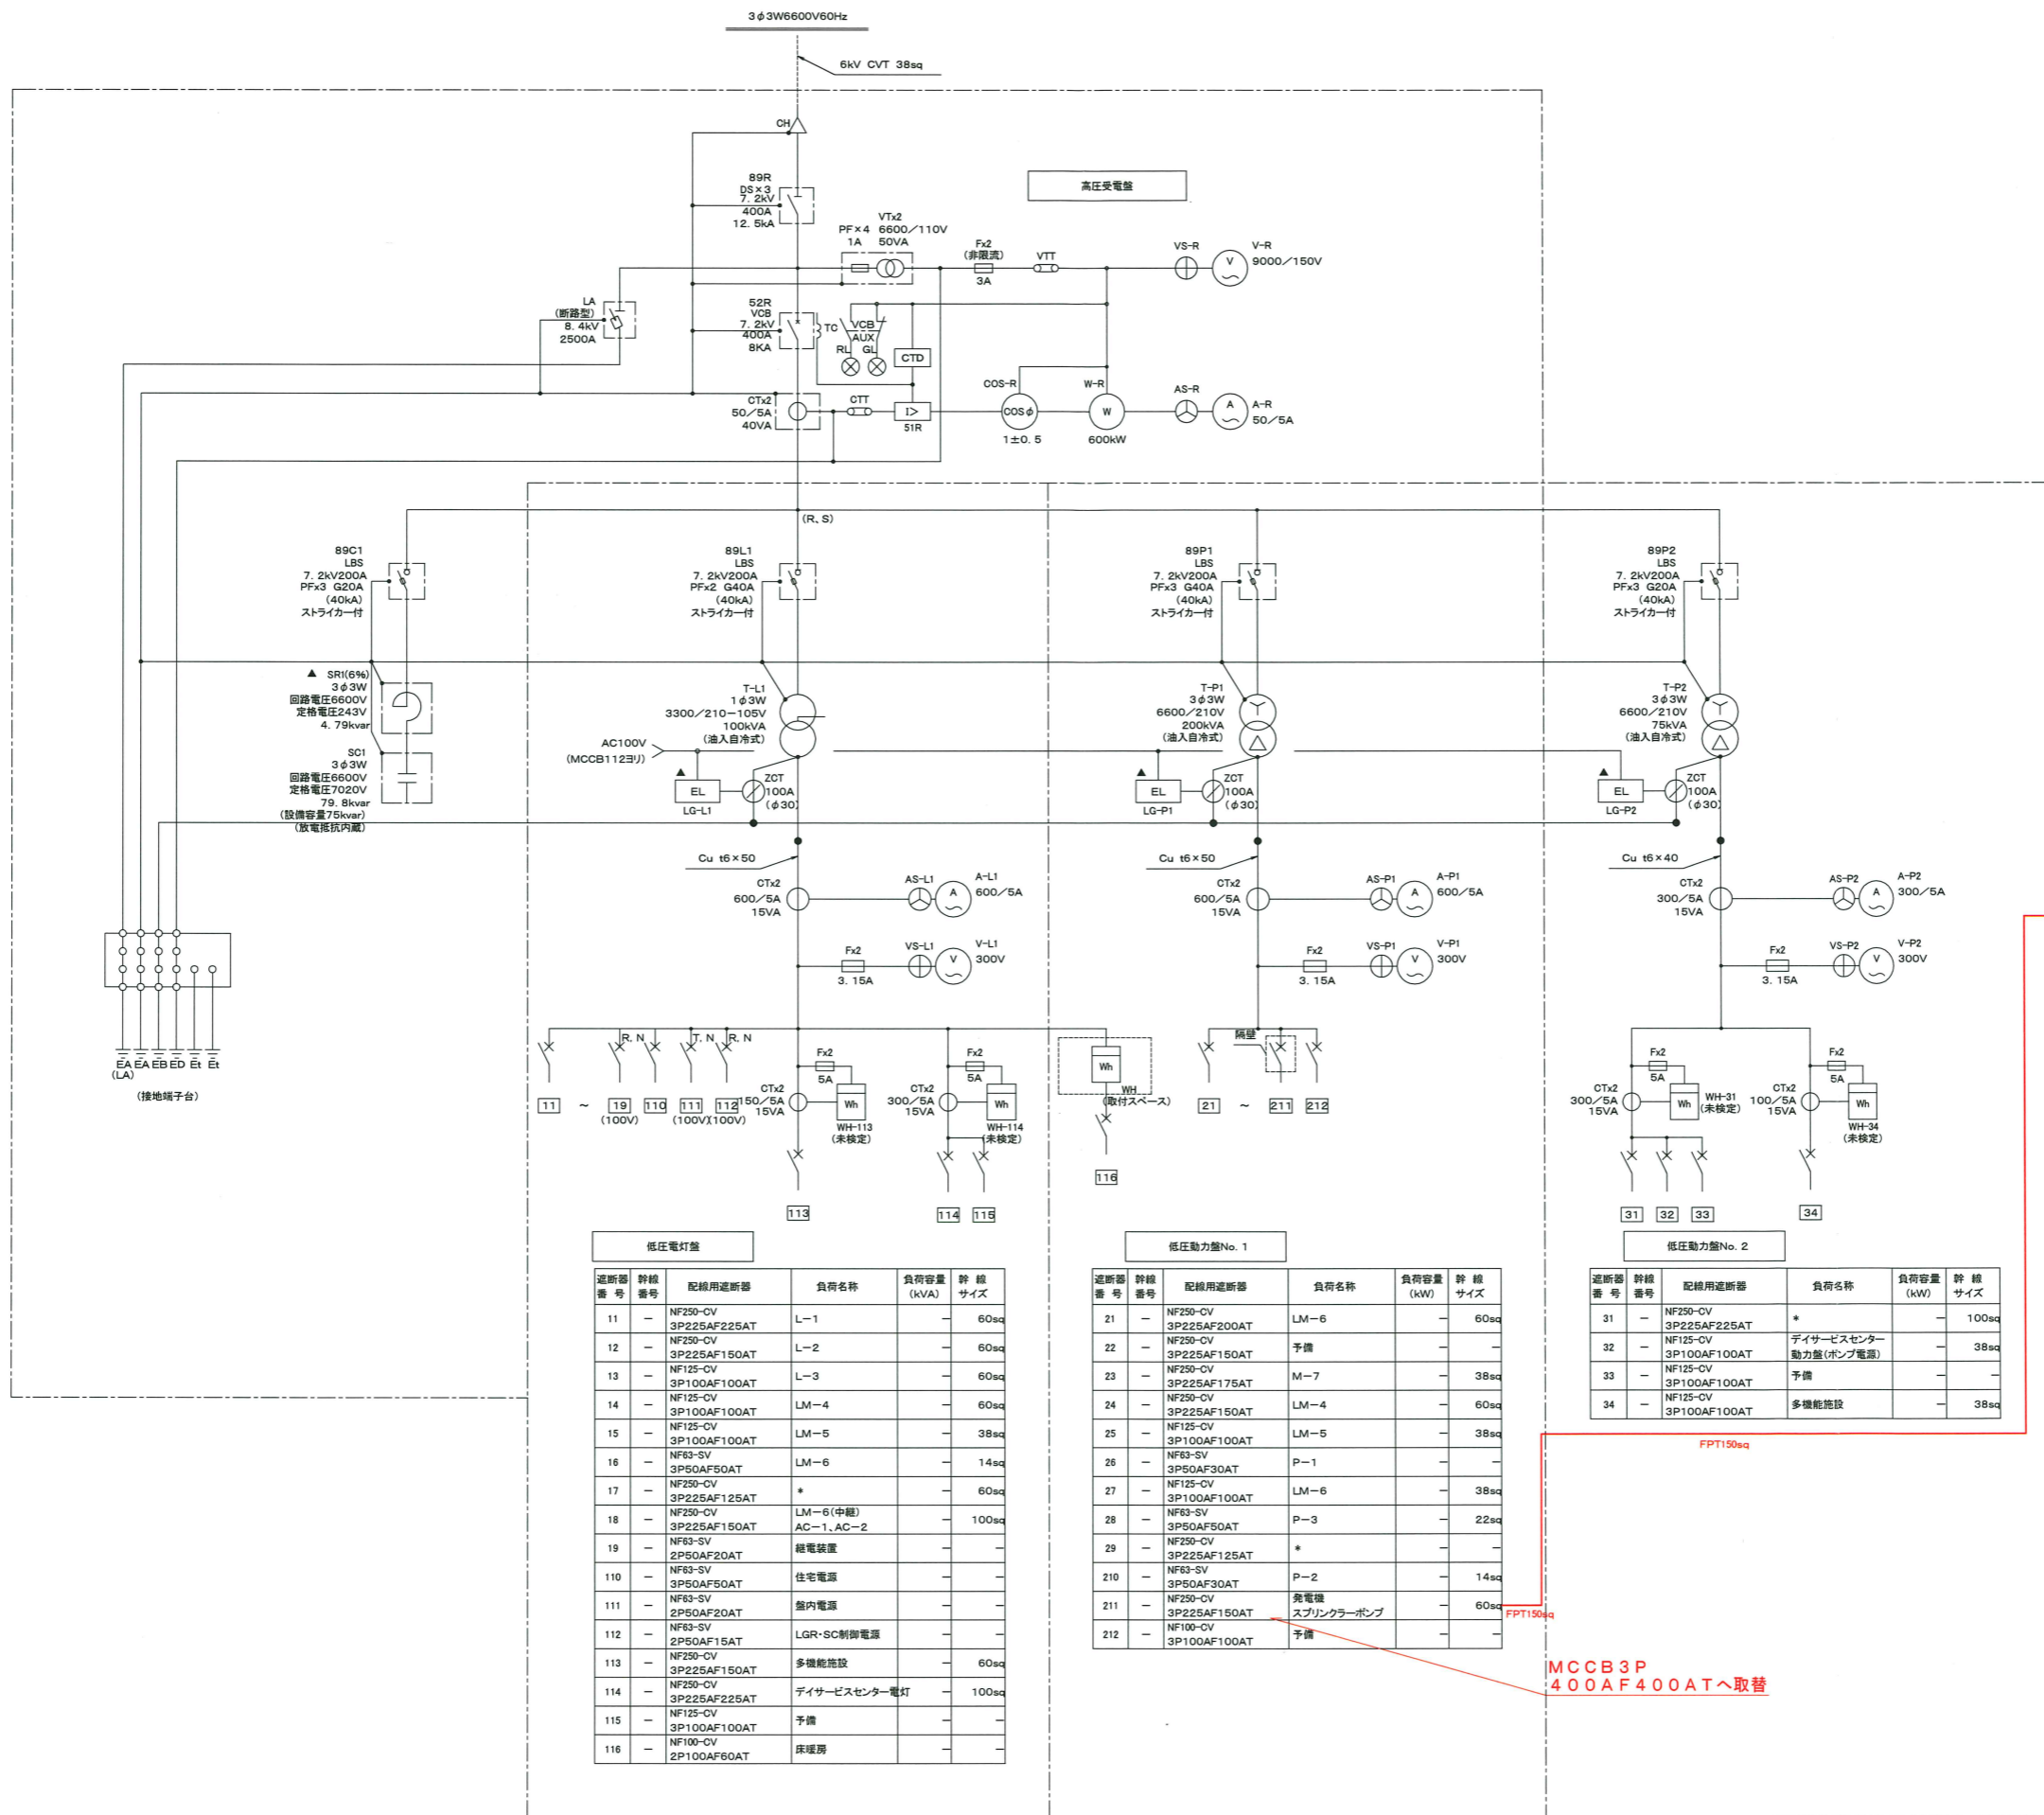 3φ3W6600V60Hz
6kV CVT 38sq
CH
89R
DS×3
7. 2kV
400A
12. 5kA
高圧受電盤
VTx2
PF×4 6600/110V
1A 50VA
Fx2
(非限流)
3A
VTT
VS-R
V-R
V
9000/150V
LA
(断路型)
8. 4kV
2500A
52R
VCB
7. 2kV
400A
8KA
TC
VCB
AUX
RL GL
CTD
CTx2
50/5A
40VA
CTT
I>
51R
COS-R
COSφ
1±0. 5
W-R
W
600kW
AS-R
A
A-R
50/5A
(R, S)
89C1
LBS
7. 2kV200A
PFx3 G20A
(40kA)
ストライカー付
89L1
LBS
7. 2kV200A
PFx2 G40A
(40kA)
ストライカー付
89P1
LBS
7. 2kV200A
PFx3 G40A
(40kA)
ストライカー付
89P2
LBS
7. 2kV200A
PFx3 G20A
(40kA)
ストライカー付
▲ SR1(6%)
3φ3W
回路電圧6600V
定格電圧243V
4. 79kvar
SC1
3φ3W
回路電圧6600V
定格電圧7020V
79. 8kvar
(設備容量75kvar)
(放電抵抗内蔵)
T-L1
1φ3W
3300/210-105V
100kVA
(油入自冷式)
T-P1
3φ3W
6600/210V
200kVA
(油入自冷式)
T-P2
3φ3W
6600/210V
75kVA
(油入自冷式)
AC100V
(MCCB112ヨリ)
▲
EL
LG-L1
ZCT
100A
(φ30)
▲
EL
LG-P1
ZCT
100A
(φ30)
▲
EL
LG-P2
ZCT
100A
(φ30)
Cu t6×50
CTx2
600/5A
15VA
AS-L1
A
A-L1
600/5A
Fx2
3. 15A
VS-L1
V
V-L1
300V
Cu t6×50
CTx2
600/5A
15VA
AS-P1
A
A-P1
600/5A
Fx2
3. 15A
VS-P1
V
V-P1
300V
Cu t6×40
CTx2
300/5A
15VA
AS-P2
A
A-P2
300/5A
Fx2
3. 15A
VS-P2
V
V-P2
300V
EA EA EB ED Et Et
(LA)
(接地端子台)
R, N
T, N
R, N
11 ~ 19 110 111 112
(100V) (100V)(100V)
Fx2
5A
CTx2
150/5A
15VA
Wh
WH-113
(未検定)
113
Fx2
5A
CTx2
300/5A
15VA
Wh
WH-114
(未検定)
114 115
Wh
WH
(取付スペース)
116
隔壁
21 ~ 211 212
Fx2
5A
CTx2
300/5A
15VA
Wh
WH-31
(未検定)
31 32 33
Fx2
5A
CTx2
100/5A
15VA
Wh
WH-34
(未検定)
34
低圧電灯盤
遮断器番 号 幹線番号 配線用遮断器 負荷名称 負荷容量(kVA) 幹 線サイズ
11 - NF250-CV 3P225AF225AT L-1 - 60sq
12 - NF250-CV 3P225AF150AT L-2 - 60sq
13 - NF125-CV 3P100AF100AT L-3 - 60sq
14 - NF125-CV 3P100AF100AT LM-4 - 60sq
15 - NF125-CV 3P100AF100AT LM-5 - 38sq
16 - NF63-SV 3P50AF50AT LM-6 - 14sq
17 - NF250-CV 3P225AF125AT * - 60sq
18 - NF250-CV 3P225AF150AT LM-6(中継) AC-1、AC-2 - 100sq
19 - NF63-SV 2P50AF20AT 継電装置 - -
110 - NF63-SV 3P50AF50AT 住宅電源 - -
111 - NF63-SV 2P50AF20AT 盤内電源 - -
112 - NF63-SV 2P50AF15AT LGR・SC制御電源 - -
113 - NF250-CV 3P225AF150AT 多機能施設 - 60sq
114 - NF250-CV 3P225AF225AT デイサービスセンター電灯 - 100sq
115 - NF125-CV 3P100AF100AT 予備 - -
116 - NF100-CV 2P100AF60AT 床暖房 - -
低圧動力盤No. 1
遮断器番 号 幹線番号 配線用遮断器 負荷名称 負荷容量(kW) 幹 線サイズ
21 - NF250-CV 3P225AF200AT LM-6 - 60sq
22 - NF250-CV 3P225AF150AT 予備 - -
23 - NF250-CV 3P225AF175AT M-7 - 38sq
24 - NF250-CV 3P225AF150AT LM-4 - 60sq
25 - NF125-CV 3P100AF100AT LM-5 - 38sq
26 - NF63-SV 3P50AF30AT P-1 - -
27 - NF125-CV 3P100AF100AT LM-6 - 38sq
28 - NF63-SV 3P50AF50AT P-3 - 22sq
29 - NF250-CV 3P225AF125AT * - -
210 - NF63-SV 3P50AF30AT P-2 - 14sq
211 - NF250-CV 3P225AF150AT 発電機 スプリンクラーポンプ - 60sq
212 - NF100-CV 3P100AF100AT 予備 - -
FPT150sq
MCCB3P
400AF400ATへ取替
低圧動力盤No. 2
遮断器番 号 幹線番号 配線用遮断器 負荷名称 負荷容量(kW) 幹 線サイズ
31 - NF250-CV 3P225AF225AT * - 100sq
32 - NF125-CV 3P100AF100AT デイサービスセンター 動力盤(ポンプ電源) - 38sq
33 - NF125-CV 3P100AF100AT 予備 - -
34 - NF125-CV 3P100AF100AT 多機能施設 - 38sq
FPT150sq